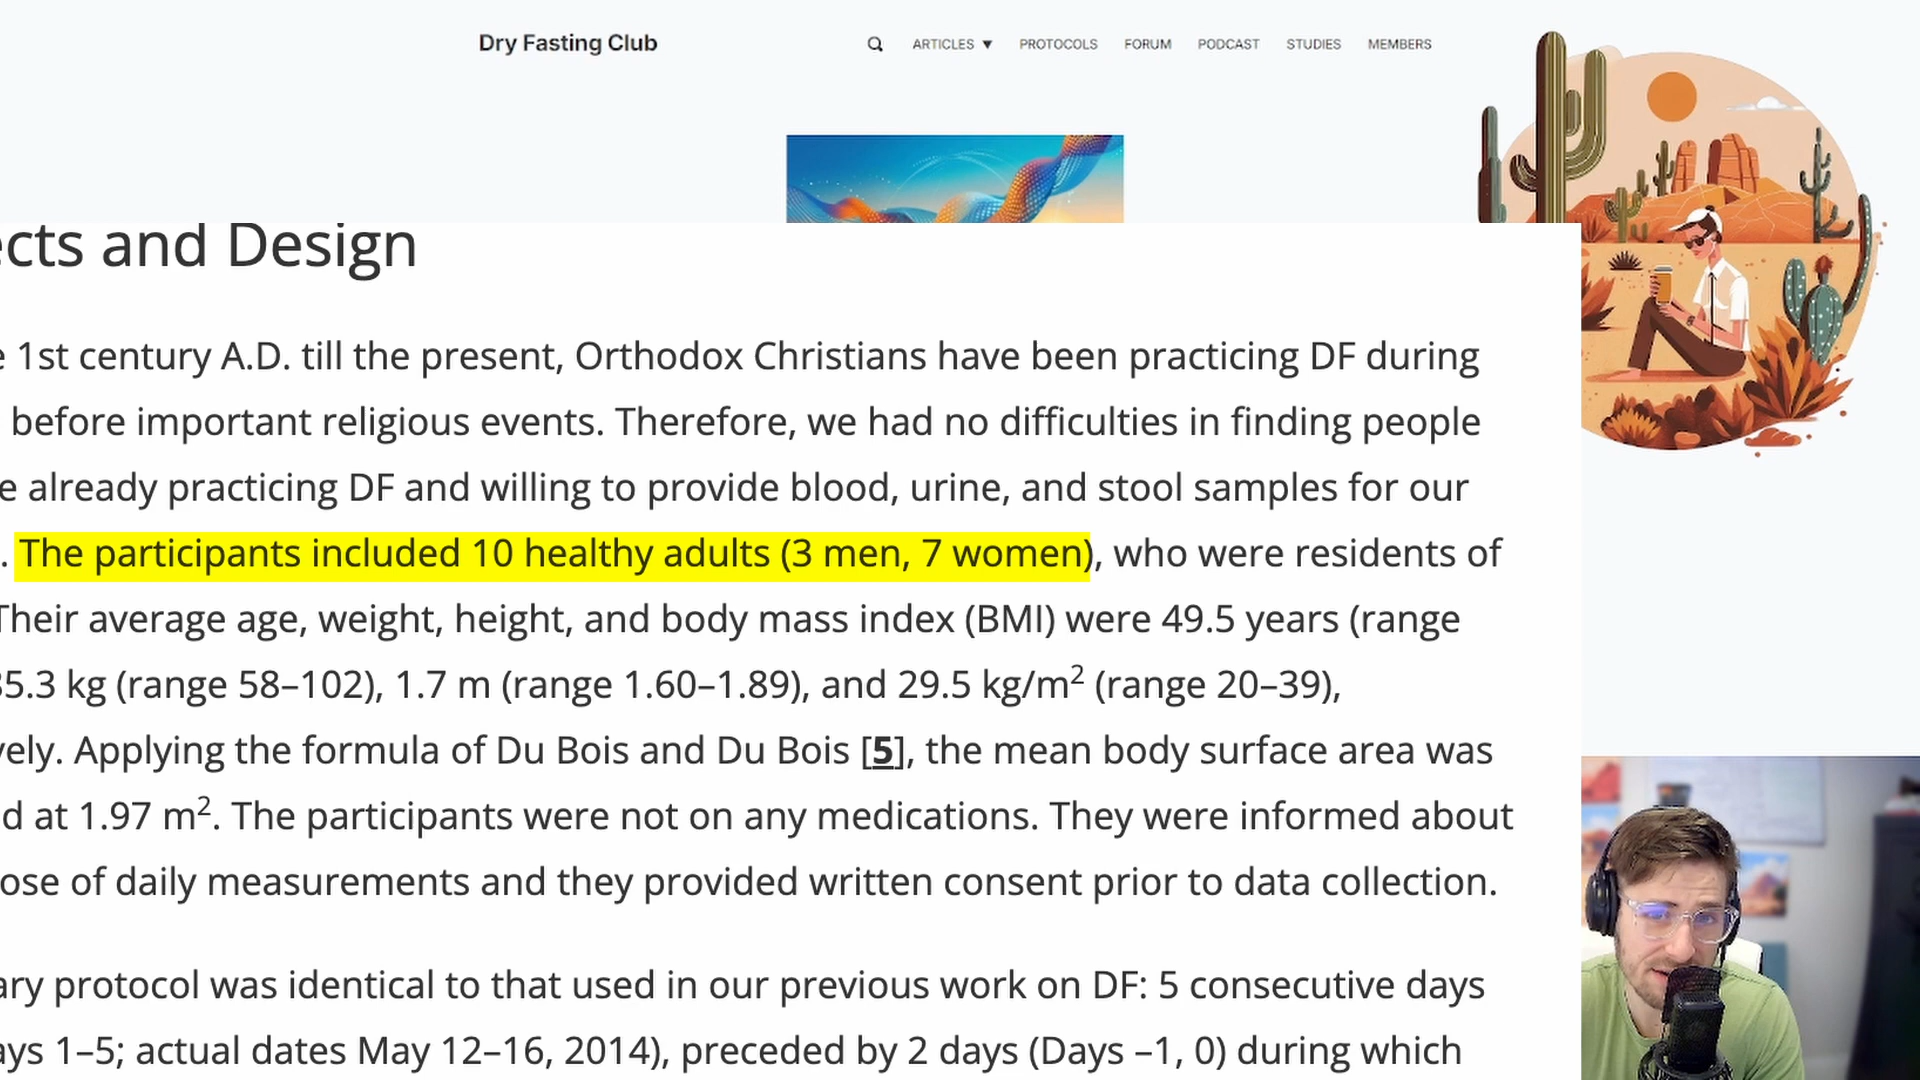 Dry Fasting Club
ARTICLES ▼ PROTOCOLS FORUM PODCAST STUDIES MEMBERS
cts and Design
1st century A.D. till the present, Orthodox Christians have been practicing DF during
before important religious events. Therefore, we had no difficulties in finding people
e already practicing DF and willing to provide blood, urine, and stool samples for our
. The participants included 10 healthy adults (3 men, 7 women), who were residents of
Their average age, weight, height, and body mass index (BMI) were 49.5 years (range
5.3 kg (range 58–102), 1.7 m (range 1.60–1.89), and 29.5 kg/m² (range 20–39),
vely. Applying the formula of Du Bois and Du Bois [5], the mean body surface area was
d at 1.97 m². The participants were not on any medications. They were informed about
ose of daily measurements and they provided written consent prior to data collection.
ary protocol was identical to that used in our previous work on DF: 5 consecutive days
ays 1–5; actual dates May 12–16, 2014), preceded by 2 days (Days –1, 0) during which